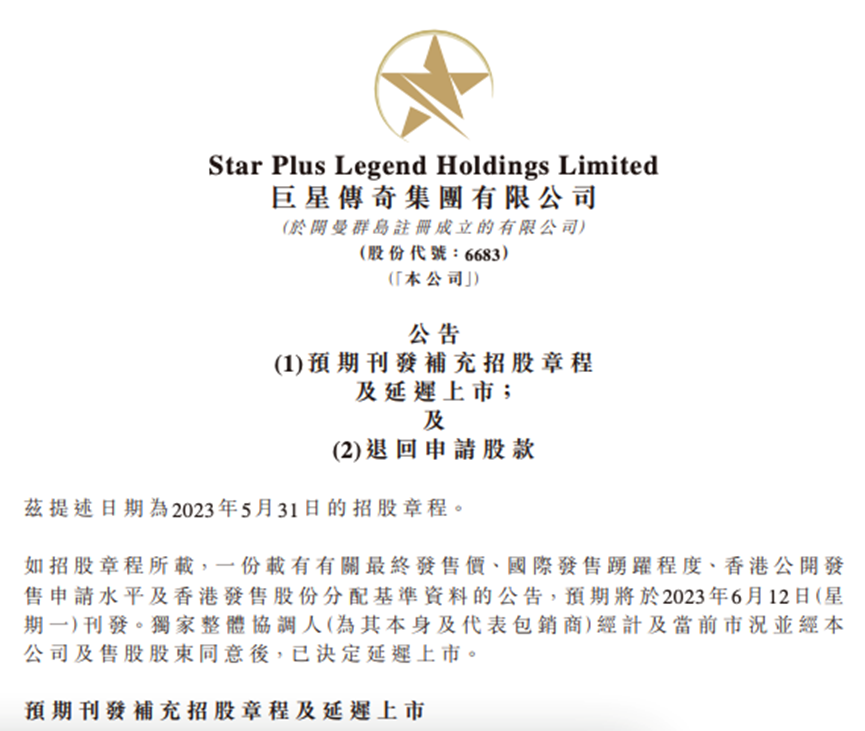 Star Plus Legend Holdings Limited
巨星傳奇集團有限公司
(於開曼群島註冊成立的有限公司)
(股份代號：6683)
(「本公司」)
公告
(1)預期刊發補充招股章程
及延遲上市；
及
(2)退回申請股款
茲提述日期為2023年5月31日的招股章程。
如招股章程所載，一份載有有關最終發售價、國際發售踴躍程度、香港公開發
售申請水平及香港發售股份分配基準資料的公告，預期將於2023年6月12日(星
期一)刊發。獨家整體協調人(為其本身及代表包銷商)經計及當前市況並經本
公司及售股股東同意後，已決定延遲上市。
預期刊發補充招股章程及延遲上市